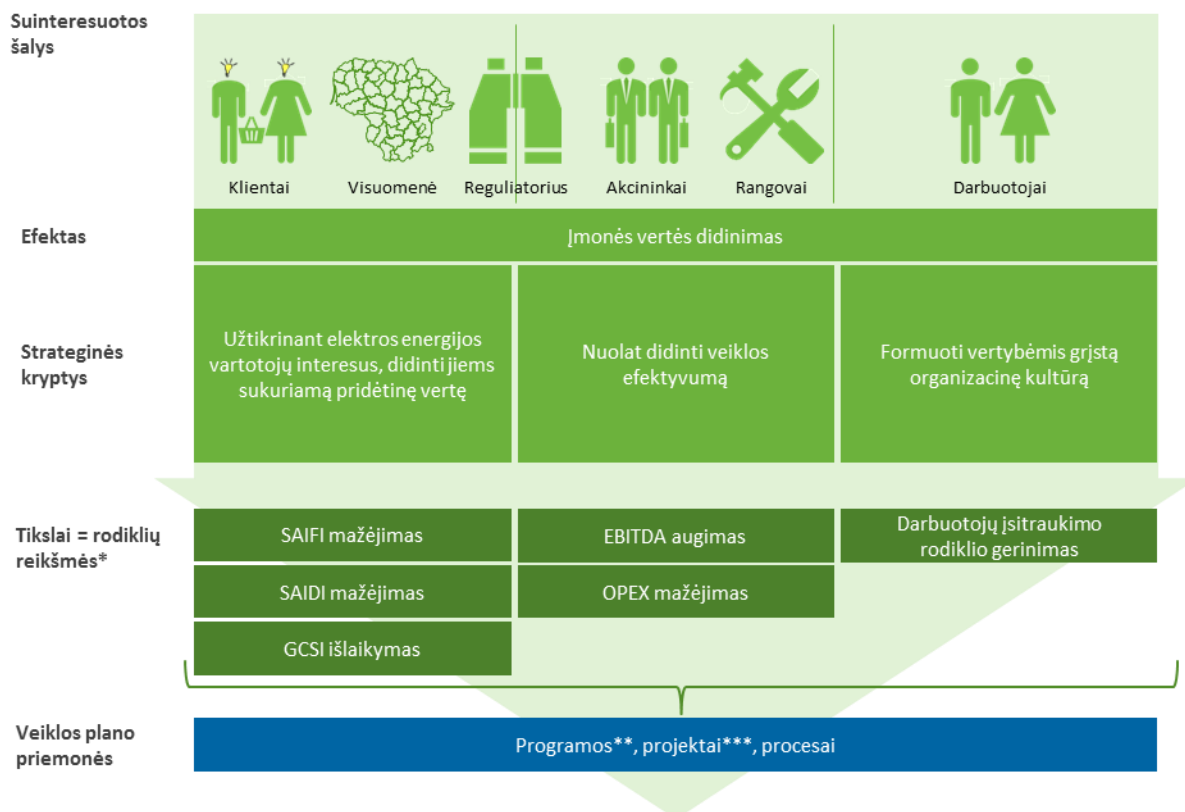 Suinteresuotos
šalys
Klientai
Visuomenė
Reguliatorius
Akcininkai
Rangovai
Darbuotojai
Efektas
Įmonės vertės didinimas
Strateginės
kryptys
Užtikrinant elektros energijos
vartotojų interesus, didinti jiems
sukuriamą pridėtinę vertę
Nuolat didinti veiklos
efektyvumą
Formuoti vertybėmis grįstą
organizacinę kultūrą
Tikslai = rodiklių
reikšmės*
SAIFI mažėjimas
EBITDA augimas
Darbuotojų įsitraukimo
rodiklio gerinimas
SAIDI mažėjimas
OPEX mažėjimas
GCSI išlaikymas
Veiklos plano
priemonės
Programos**, projektai***, procesai